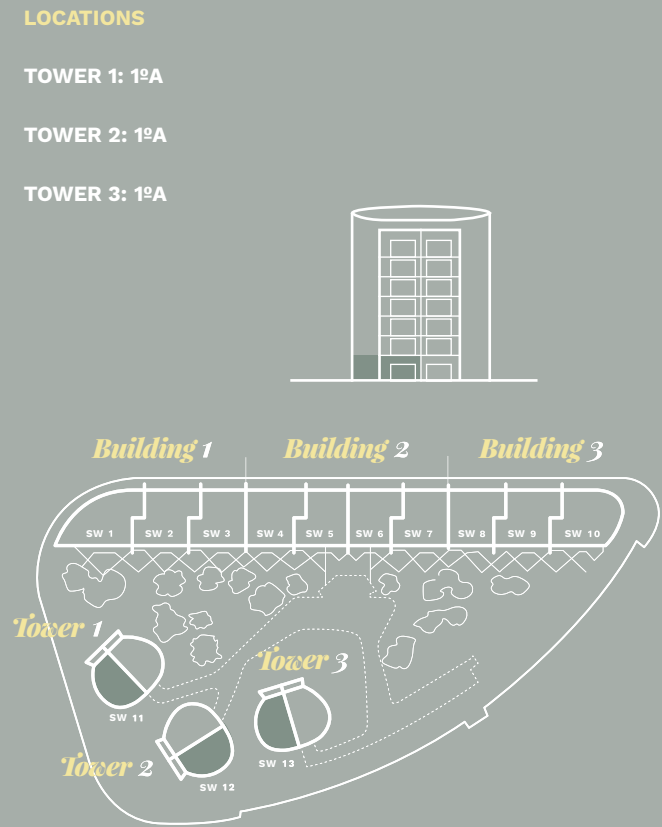 LOCATIONS
TOWER 1: 1ºA
TOWER 2: 1ºA
TOWER 3: 1ºA
Building 1 Building 2 Building 3
SW 1 SW 2 SW 3 SW 4 SW 5 SW 6 SW 7 SW 8 SW 9 SW 10
Tower 1
Tower 3
SW 11
Tower 2
SW 13
SW 12